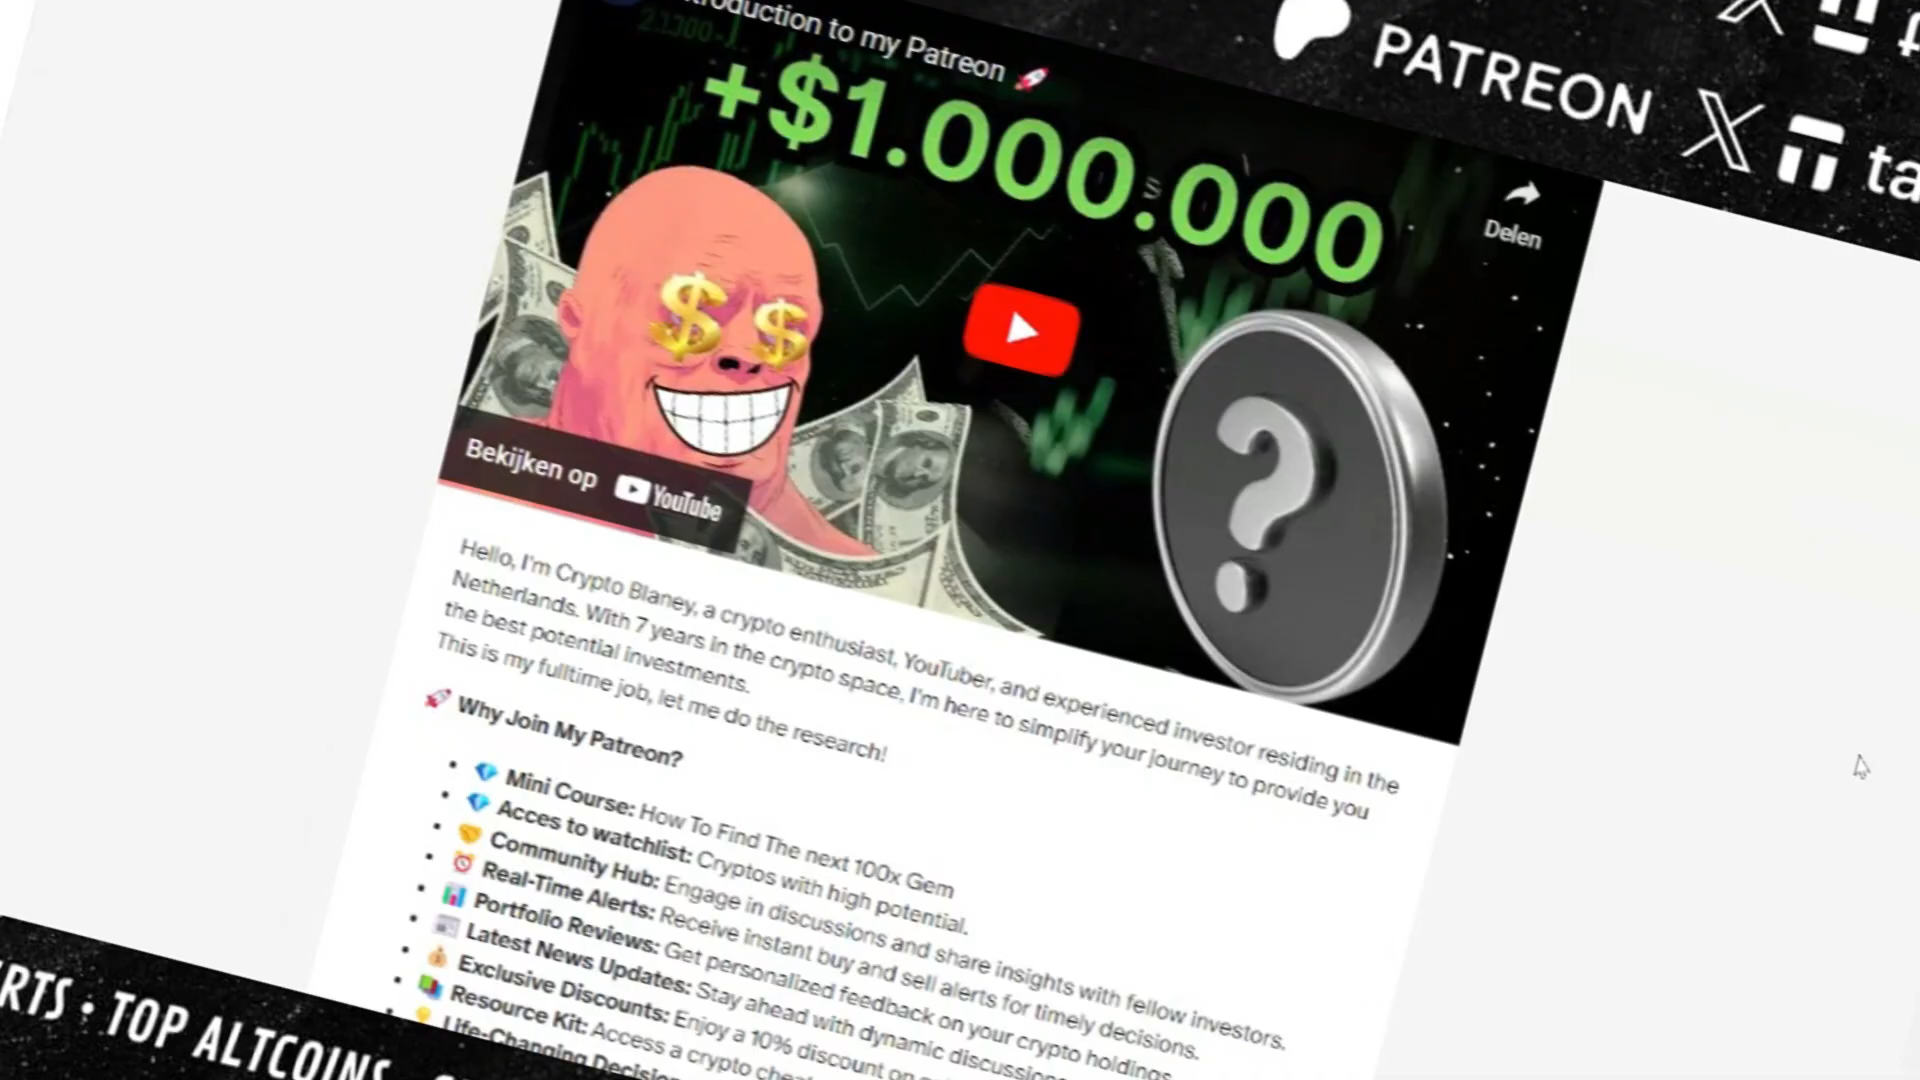 PATREON
ta
roduction to my Patreon 🚀
+$1.000.000
Delen
Bekijken op YouTube
Hello, I'm Crypto Blaney, a crypto enthusiast, YouTuber, and experienced investor residing in the
Netherlands. With 7 years in the crypto space, I'm here to simplify your journey to provide you
the best potential investments.
This is my fulltime job, let me do the research!
🚀 Why Join My Patreon?
• 💎 Mini Course: How To Find The next 100x Gem
• 💎 Acces to watchlist: Cryptos with high potential.
• 🤝 Community Hub: Engage in discussions and share insights with fellow investors.
• ⏰ Real-Time Alerts: Receive instant buy and sell alerts for timely decisions.
• 📊 Portfolio Reviews: Get personalized feedback on your crypto holdings
• 📰 Latest News Updates: Stay ahead with dynamic discussions
• 💰 Exclusive Discounts: Enjoy a 10% discount on
• 📚 Resource Kit: Access a crypto
• 💡 Life-Changing
RTS • TOP ALTCOINS